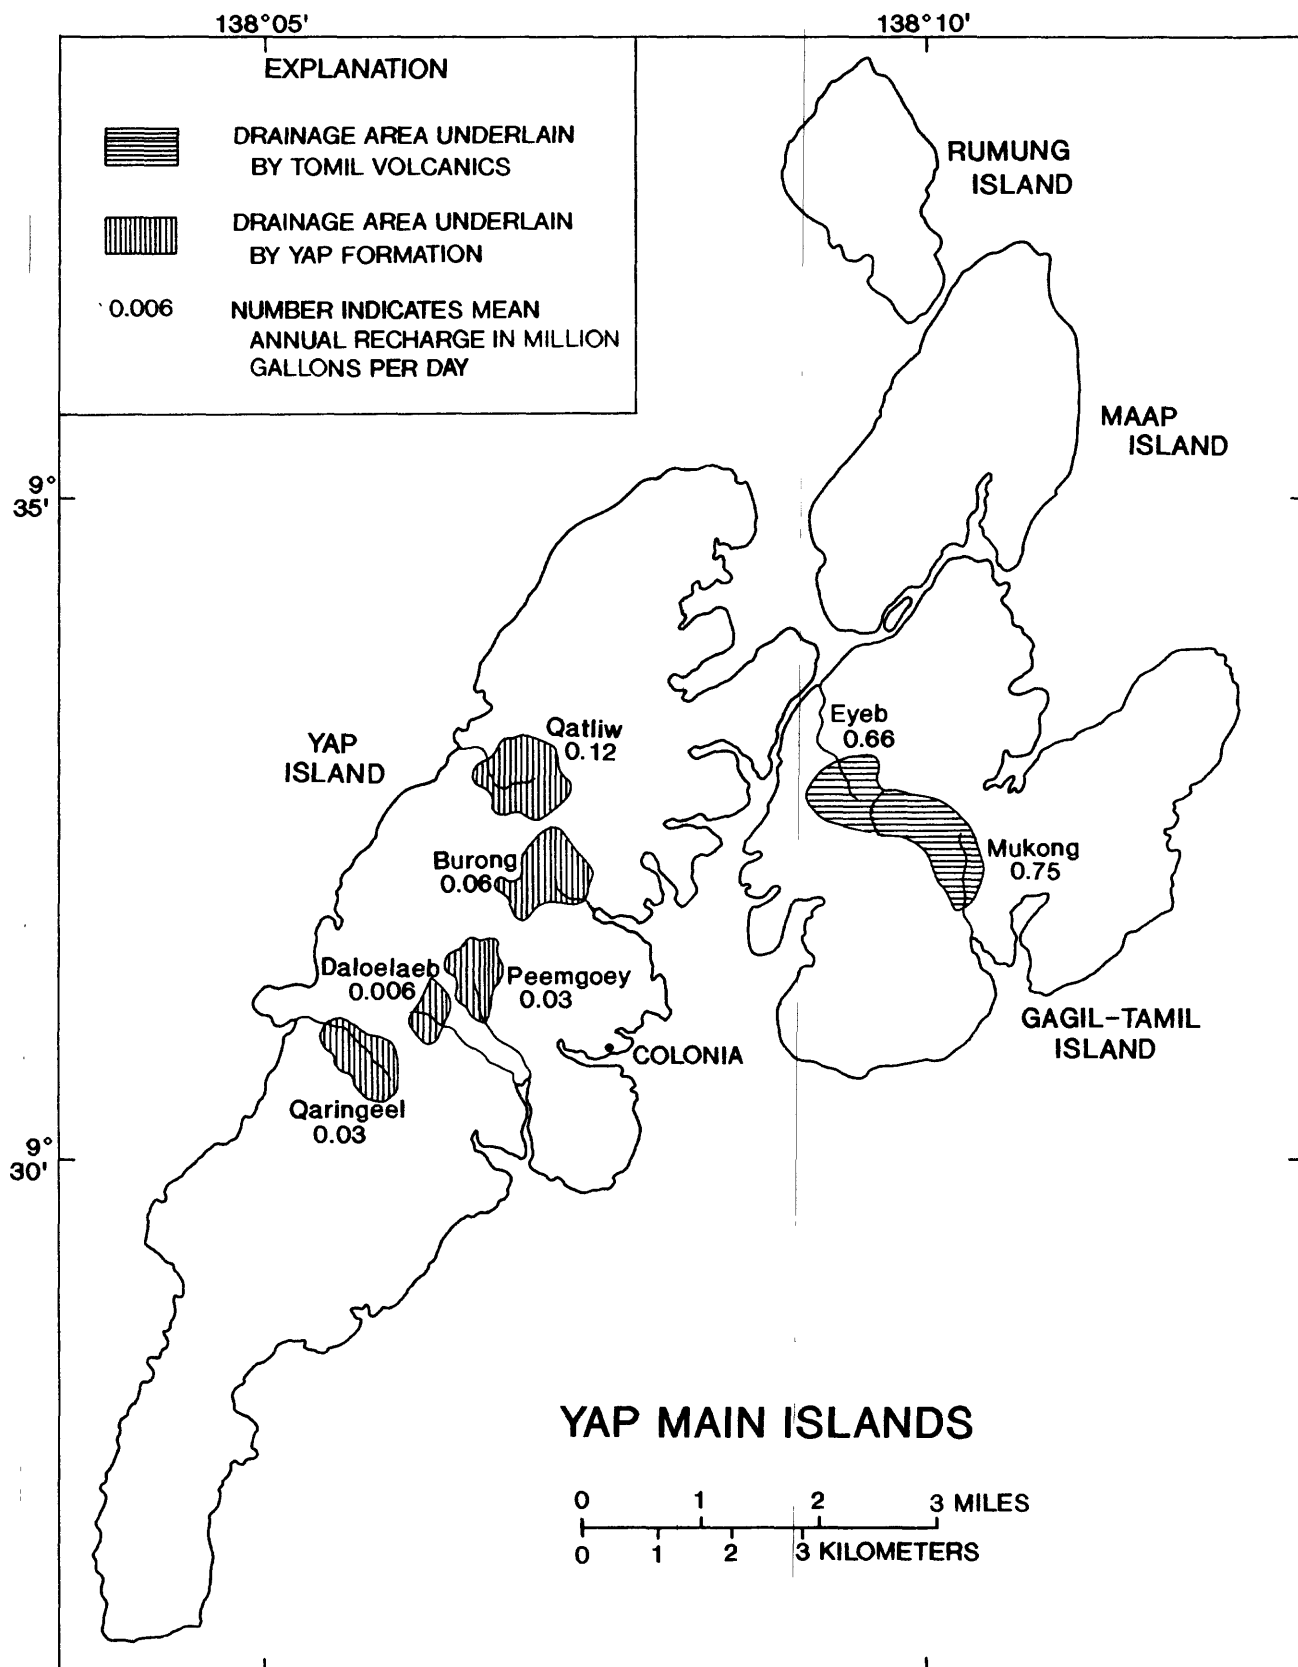 138°05'
138°10'
EXPLANATION
DRAINAGE AREA UNDERLAIN
BY TOMIL VOLCANICS
DRAINAGE AREA UNDERLAIN
BY YAP FORMATION
0.006
NUMBER INDICATES MEAN
ANNUAL RECHARGE IN MILLION
GALLONS PER DAY
RUMUNG
ISLAND
MAAP
ISLAND
9°
35'
YAP
ISLAND
Qatliw
0.12
Eyeb
0.66
Burong
0.06
Mukong
0.75
Daloelaeb
0.006
Peemgoey
0.03
COLONIA
GAGIL-TAMIL
ISLAND
Qaringeel
0.03
9°
30'
YAP MAIN ISLANDS
0 1 2 3 MILES
0 1 2 3 KILOMETERS